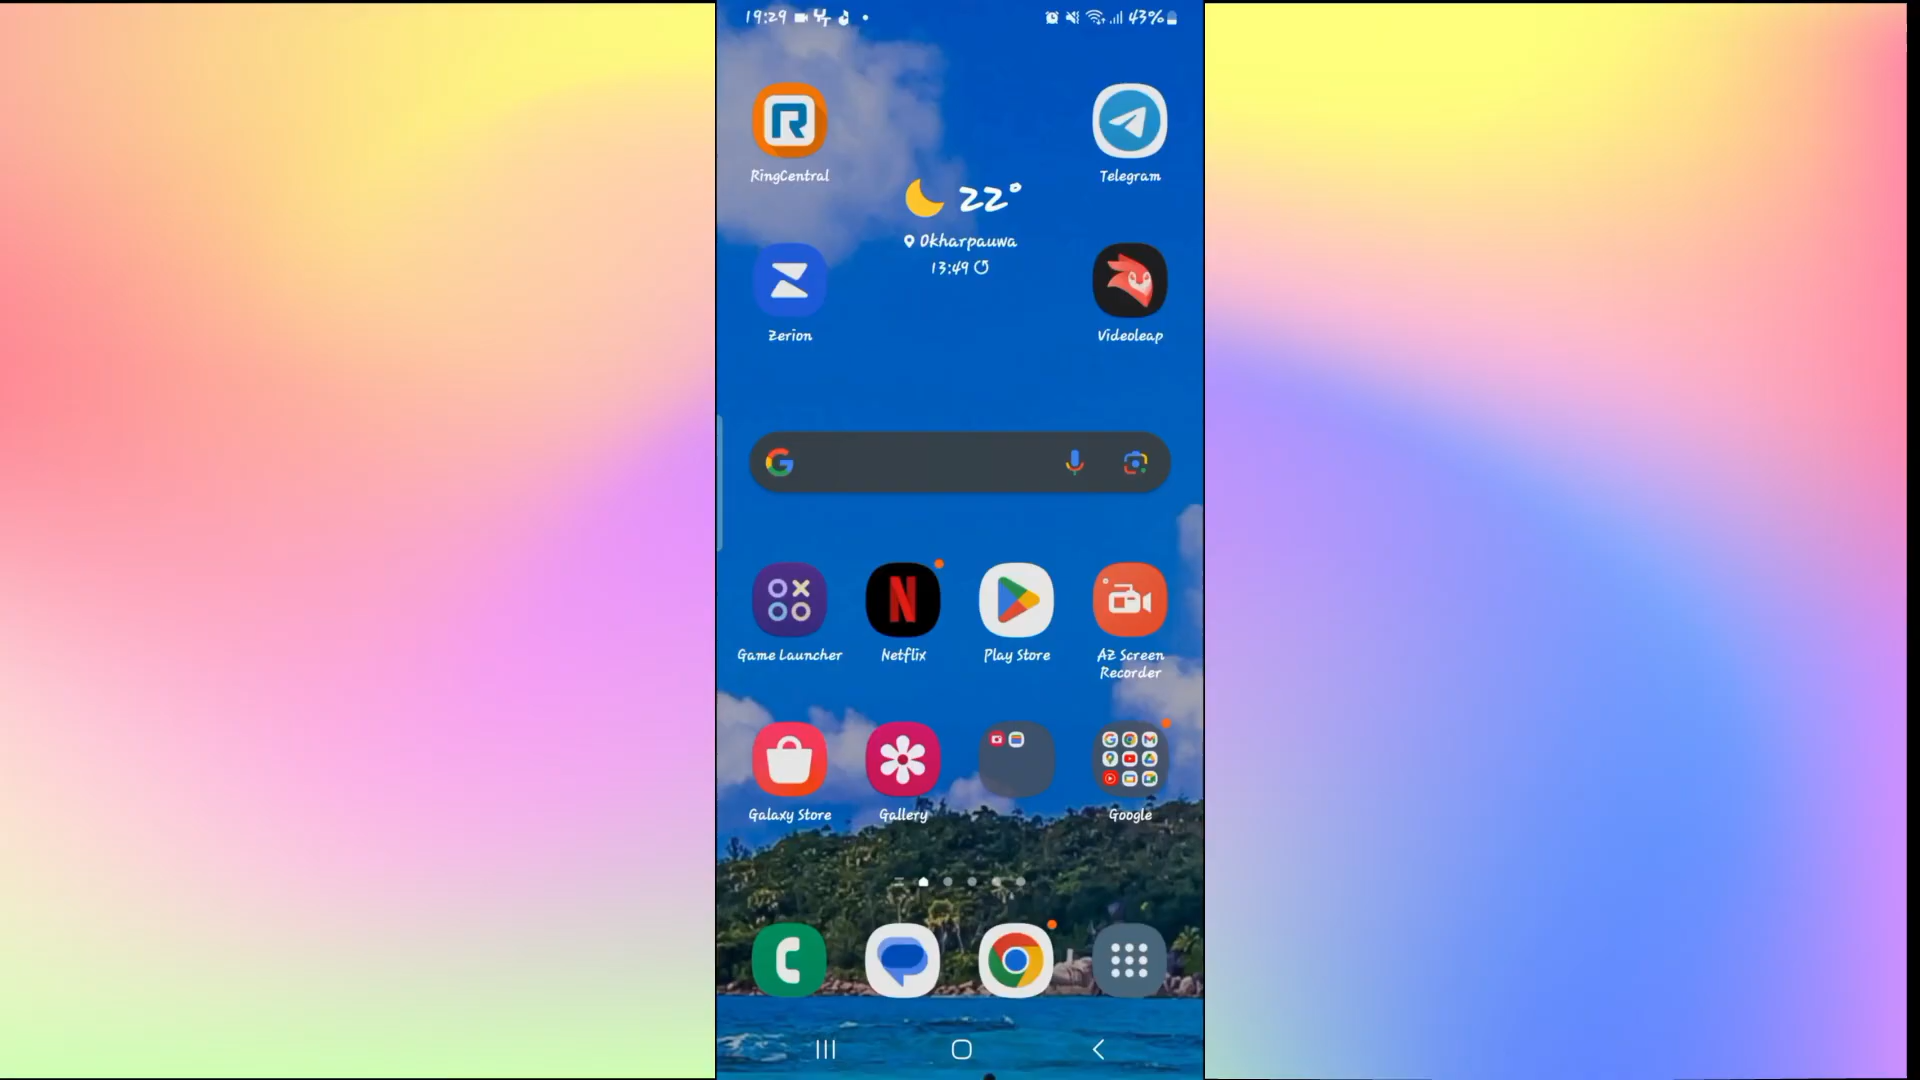 19:29
43%
RingCentral
Telegram
22°
Okharpauwa
13:49
Zerion
Videoleap
Game Launcher
Netflix
Play Store
AZ Screen
Recorder
Galaxy Store
Gallery
Google